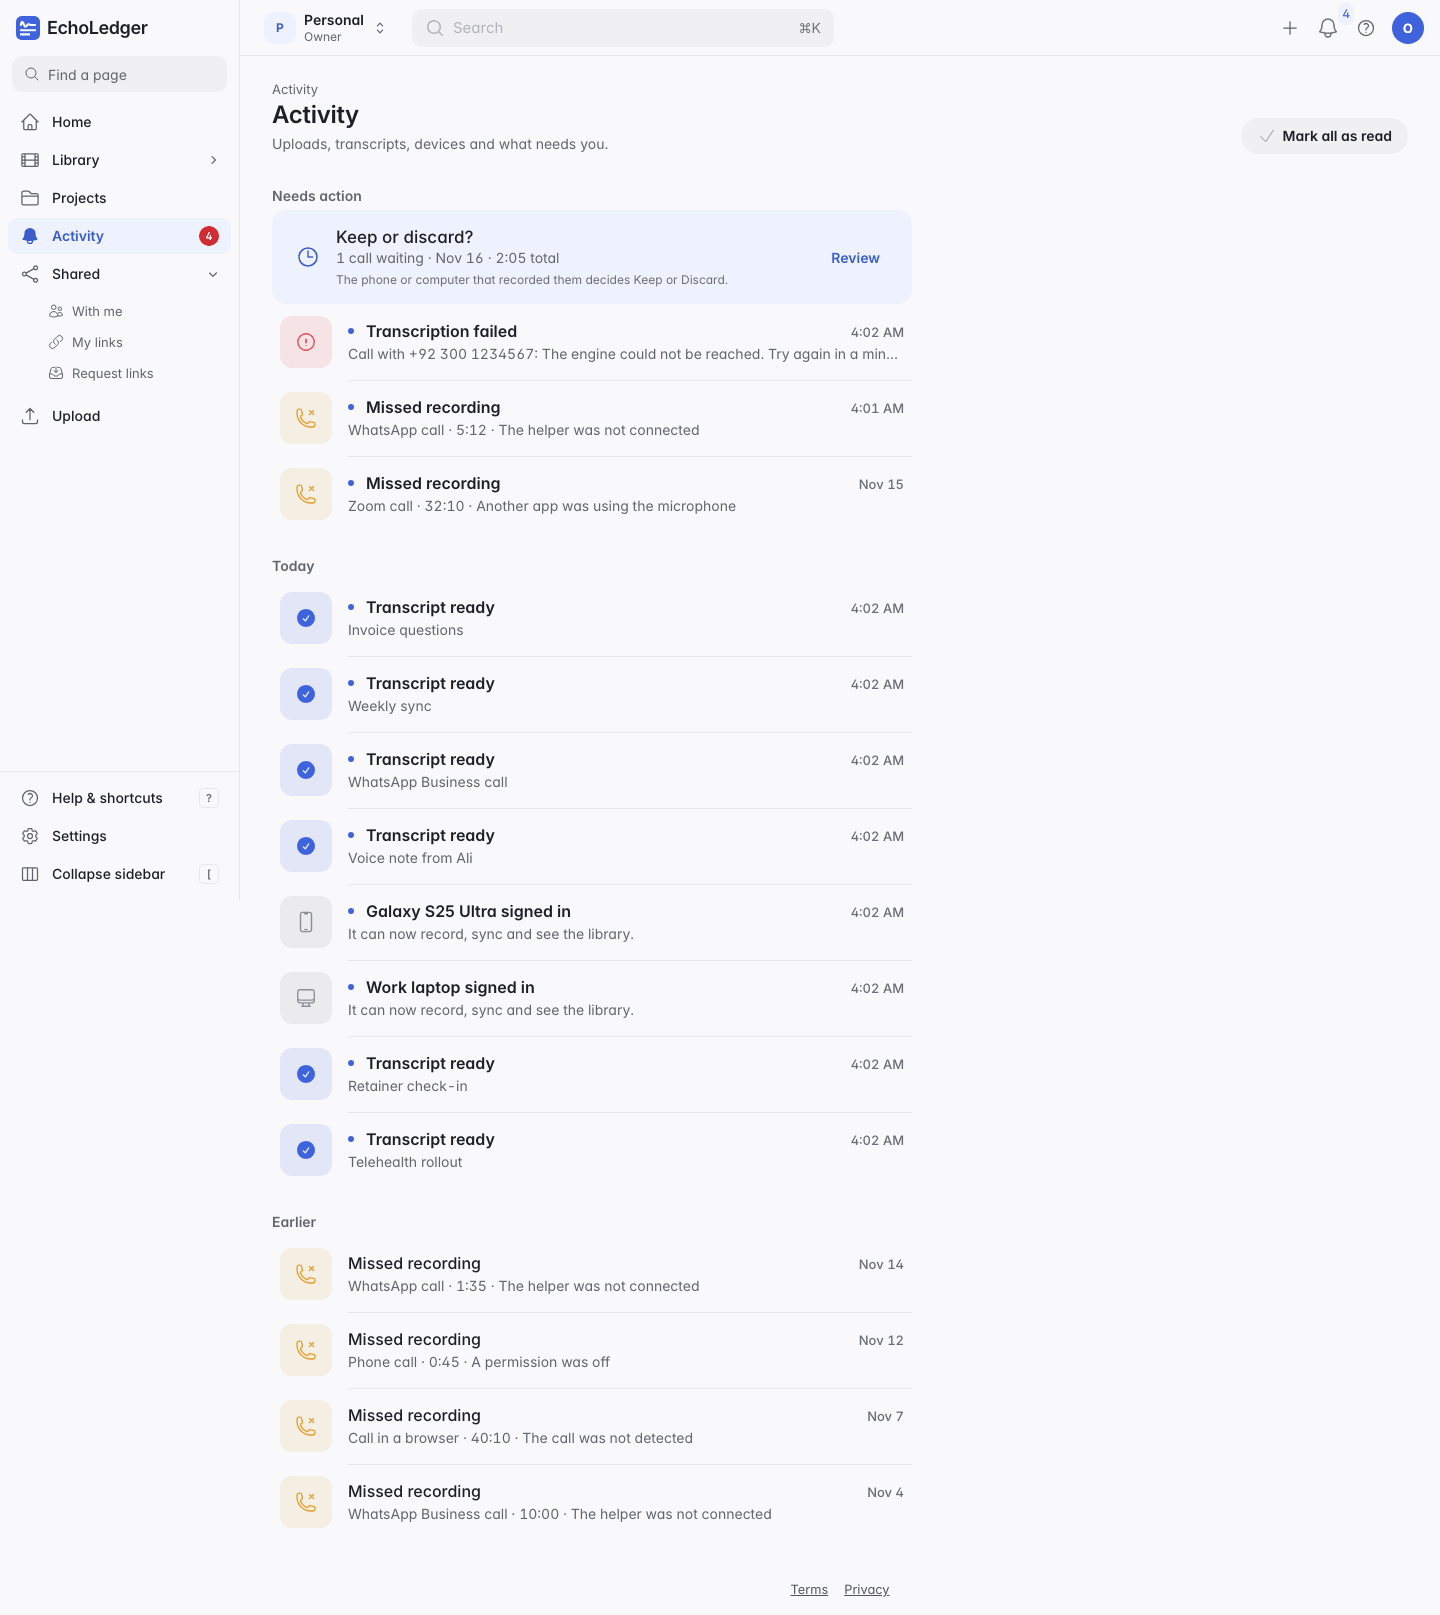 EchoLedger
Find a page
Home
Library
Projects
Activity 4
Shared
With me
My links
Request links
Upload
Help & shortcuts ?
Settings
Collapse sidebar [
P Personal
Owner
Search ⌘K
4
O
Activity
Activity
Uploads, transcripts, devices and what needs you.
Mark all as read
Needs action
Keep or discard?
1 call waiting · Nov 16 · 2:05 total
Review
The phone or computer that recorded them decides Keep or Discard.
Transcription failed 4:02 AM
Call with +92 300 1234567: The engine could not be reached. Try again in a min...
Missed recording 4:01 AM
WhatsApp call · 5:12 · The helper was not connected
Missed recording Nov 15
Zoom call · 32:10 · Another app was using the microphone
Today
Transcript ready 4:02 AM
Invoice questions
Transcript ready 4:02 AM
Weekly sync
Transcript ready 4:02 AM
WhatsApp Business call
Transcript ready 4:02 AM
Voice note from Ali
Galaxy S25 Ultra signed in 4:02 AM
It can now record, sync and see the library.
Work laptop signed in 4:02 AM
It can now record, sync and see the library.
Transcript ready 4:02 AM
Retainer check-in
Transcript ready 4:02 AM
Telehealth rollout
Earlier
Missed recording Nov 14
WhatsApp call · 1:35 · The helper was not connected
Missed recording Nov 12
Phone call · 0:45 · A permission was off
Missed recording Nov 7
Call in a browser · 40:10 · The call was not detected
Missed recording Nov 4
WhatsApp Business call · 10:00 · The helper was not connected
Terms Privacy